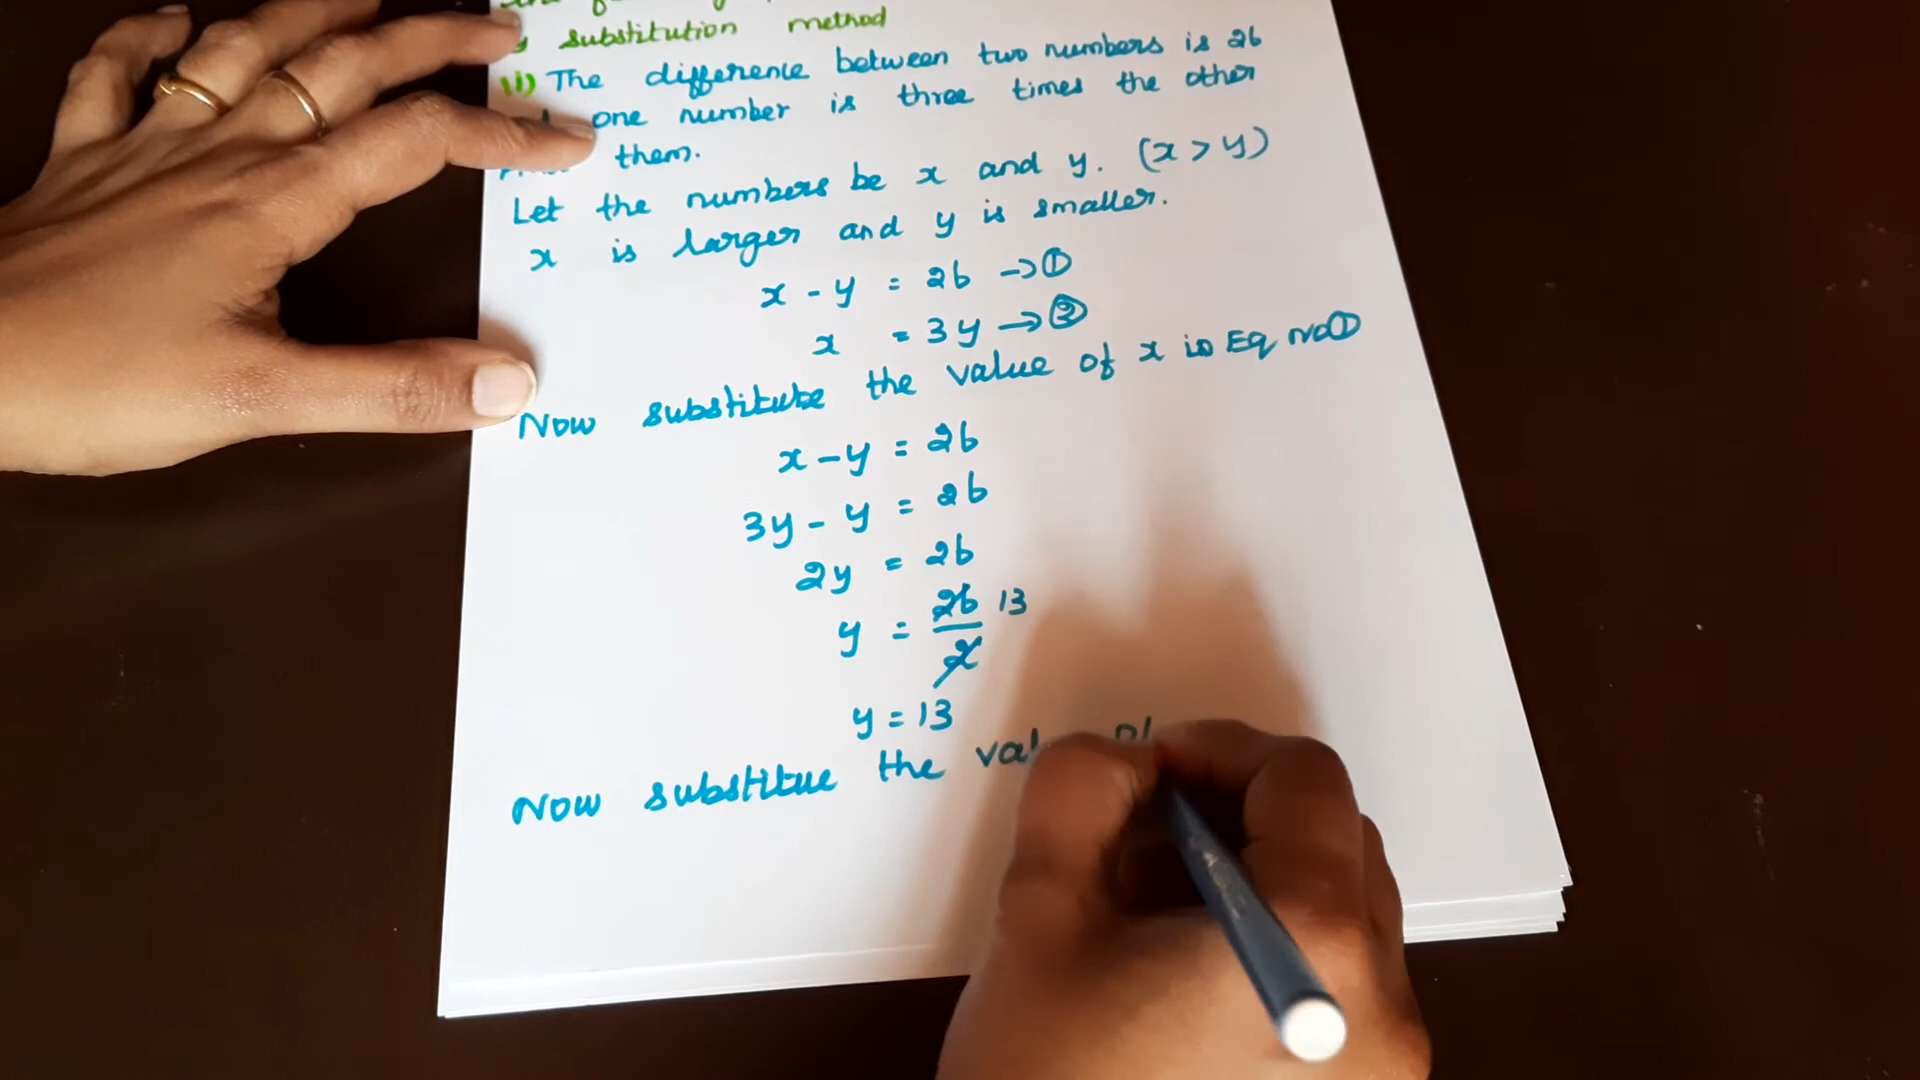 substitution method
ii) The difference between two numbers is 26
one number is three times the other
them.
Let the numbers be x and y. (x > y)
x is larger and y is smaller.
x - y = 26 → ①
x = 3y → ②
Now substitute the value of x in Eq no ①
x - y = 26
3y - y = 26
2y = 26
y = 26/2 13
y = 13
Now substitue the